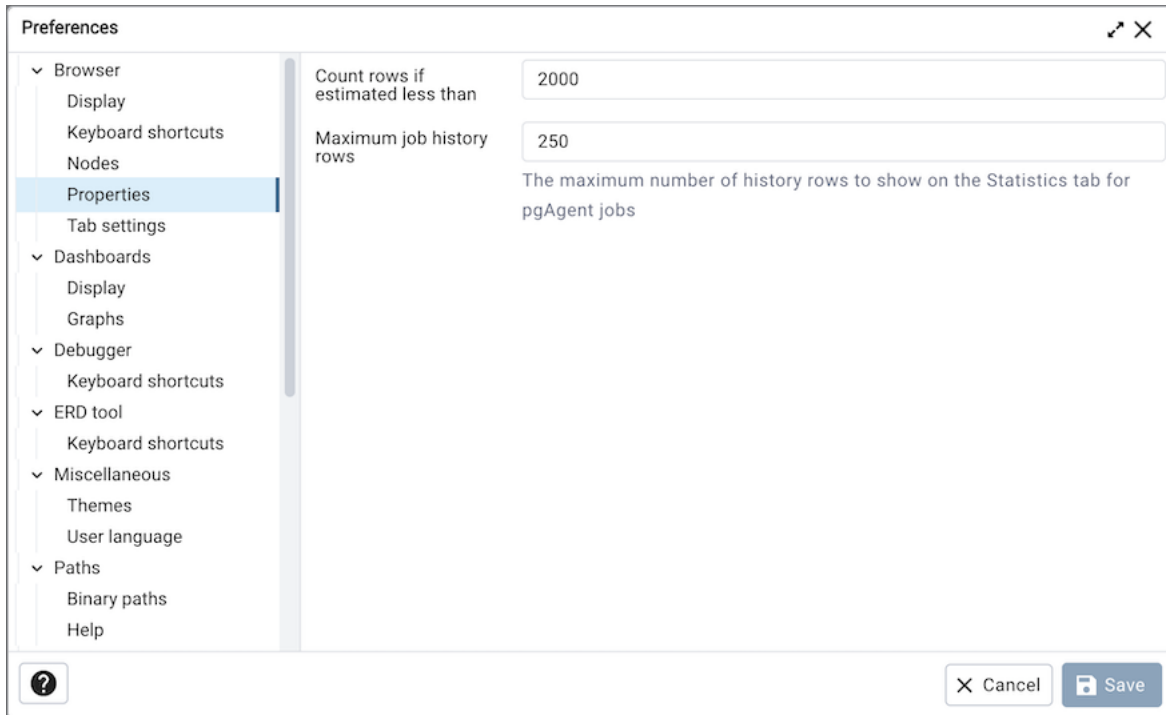 Preferences
Browser
Display
Keyboard shortcuts
Nodes
Properties
Tab settings
Dashboards
Display
Graphs
Debugger
Keyboard shortcuts
ERD tool
Keyboard shortcuts
Miscellaneous
Themes
User language
Paths
Binary paths
Help
Count rows if
estimated less than
2000
Maximum job history
rows
250
The maximum number of history rows to show on the Statistics tab for
pgAgent jobs
?
Cancel
Save